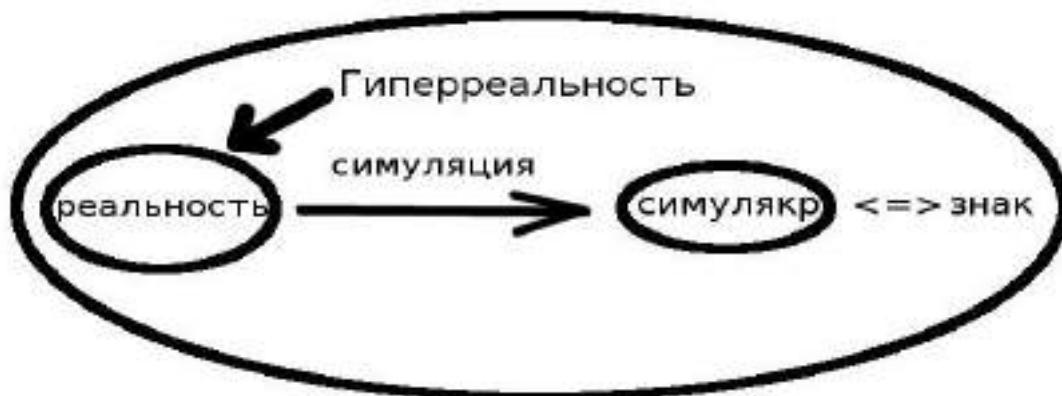 Гиперреальность
симуляция
реальность
симулякр <=> знак